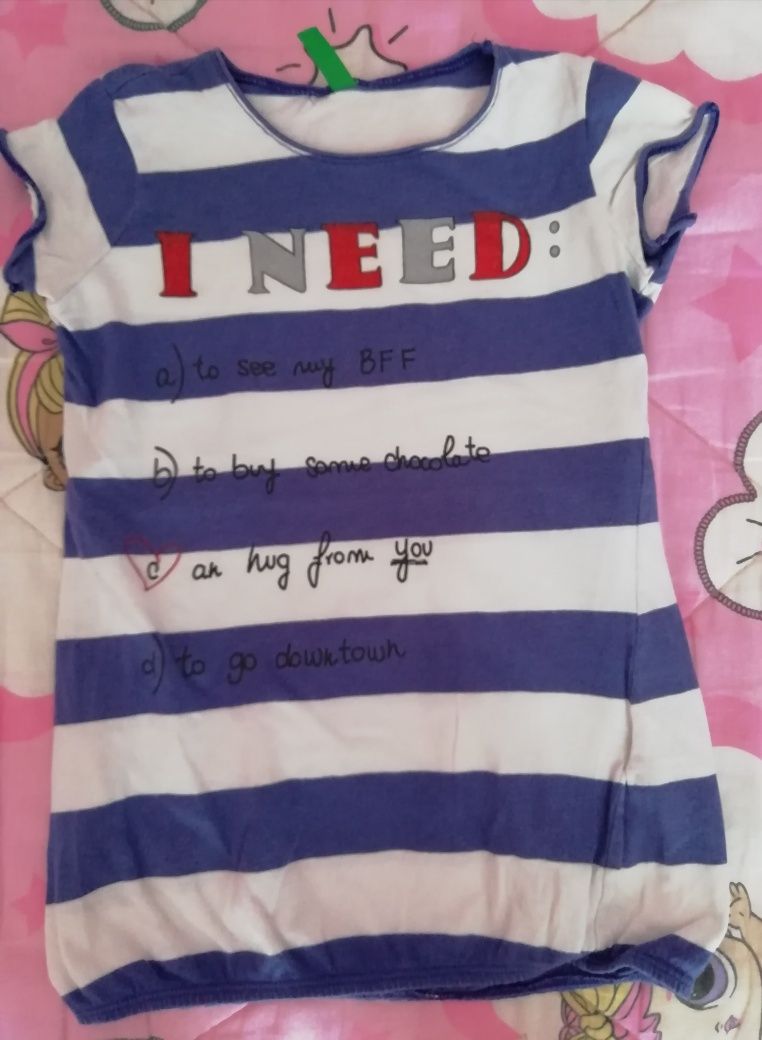 I NEED:
a) to see my BFF
b) to buy some chocolate
c an hug from you
d) to go downtown